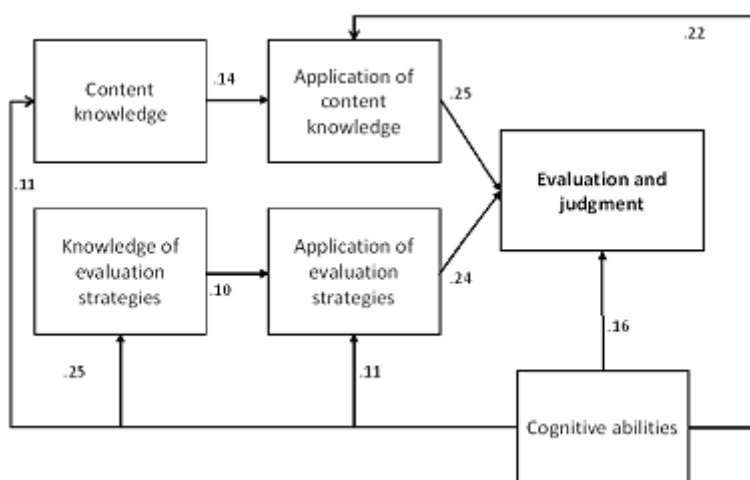 .22
Content
knowledge
.14
Application of
content
knowledge
.25
Evaluation and
judgment
.11
Knowledge of
evaluation
strategies
.10
Application of
evaluation
strategies
.24
.16
.25
.11
Cognitive abilities